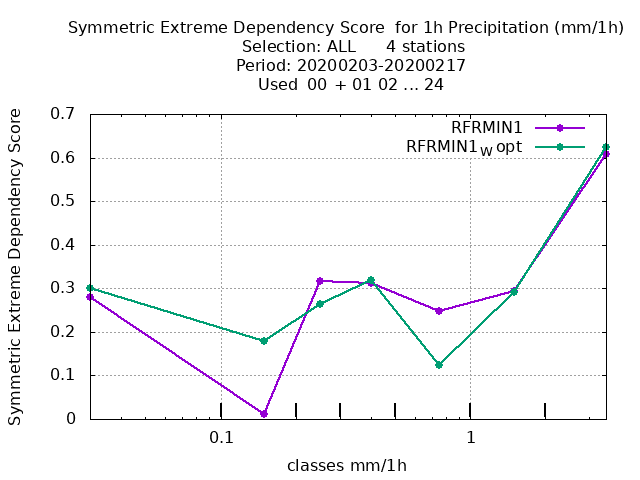 Symmetric Extreme Dependency Score  for 1h Precipitation (mm/1h)
Selection: ALL      4 stations
Period: 20200203-20200217
Used  00  + 01 02 ... 24
Symmetric Extreme Dependency Score
0.7
0.6
0.5
0.4
0.3
0.2
0.1
0
RFRMIN1
RFRMIN1W opt
0.1
1
classes mm/1h